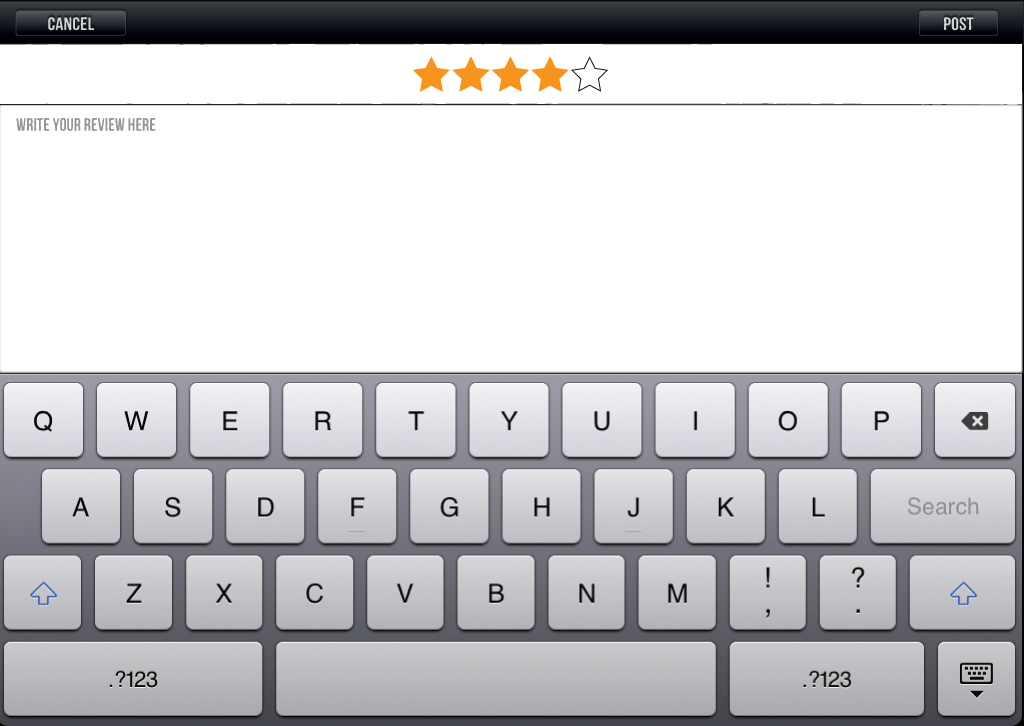 CANCEL POST
WRITE YOUR REVIEW HERE
Q W E R T Y U I O P
A S D F G H J K L Search
Z X C V B N M ! , ? .
.?123 .?123